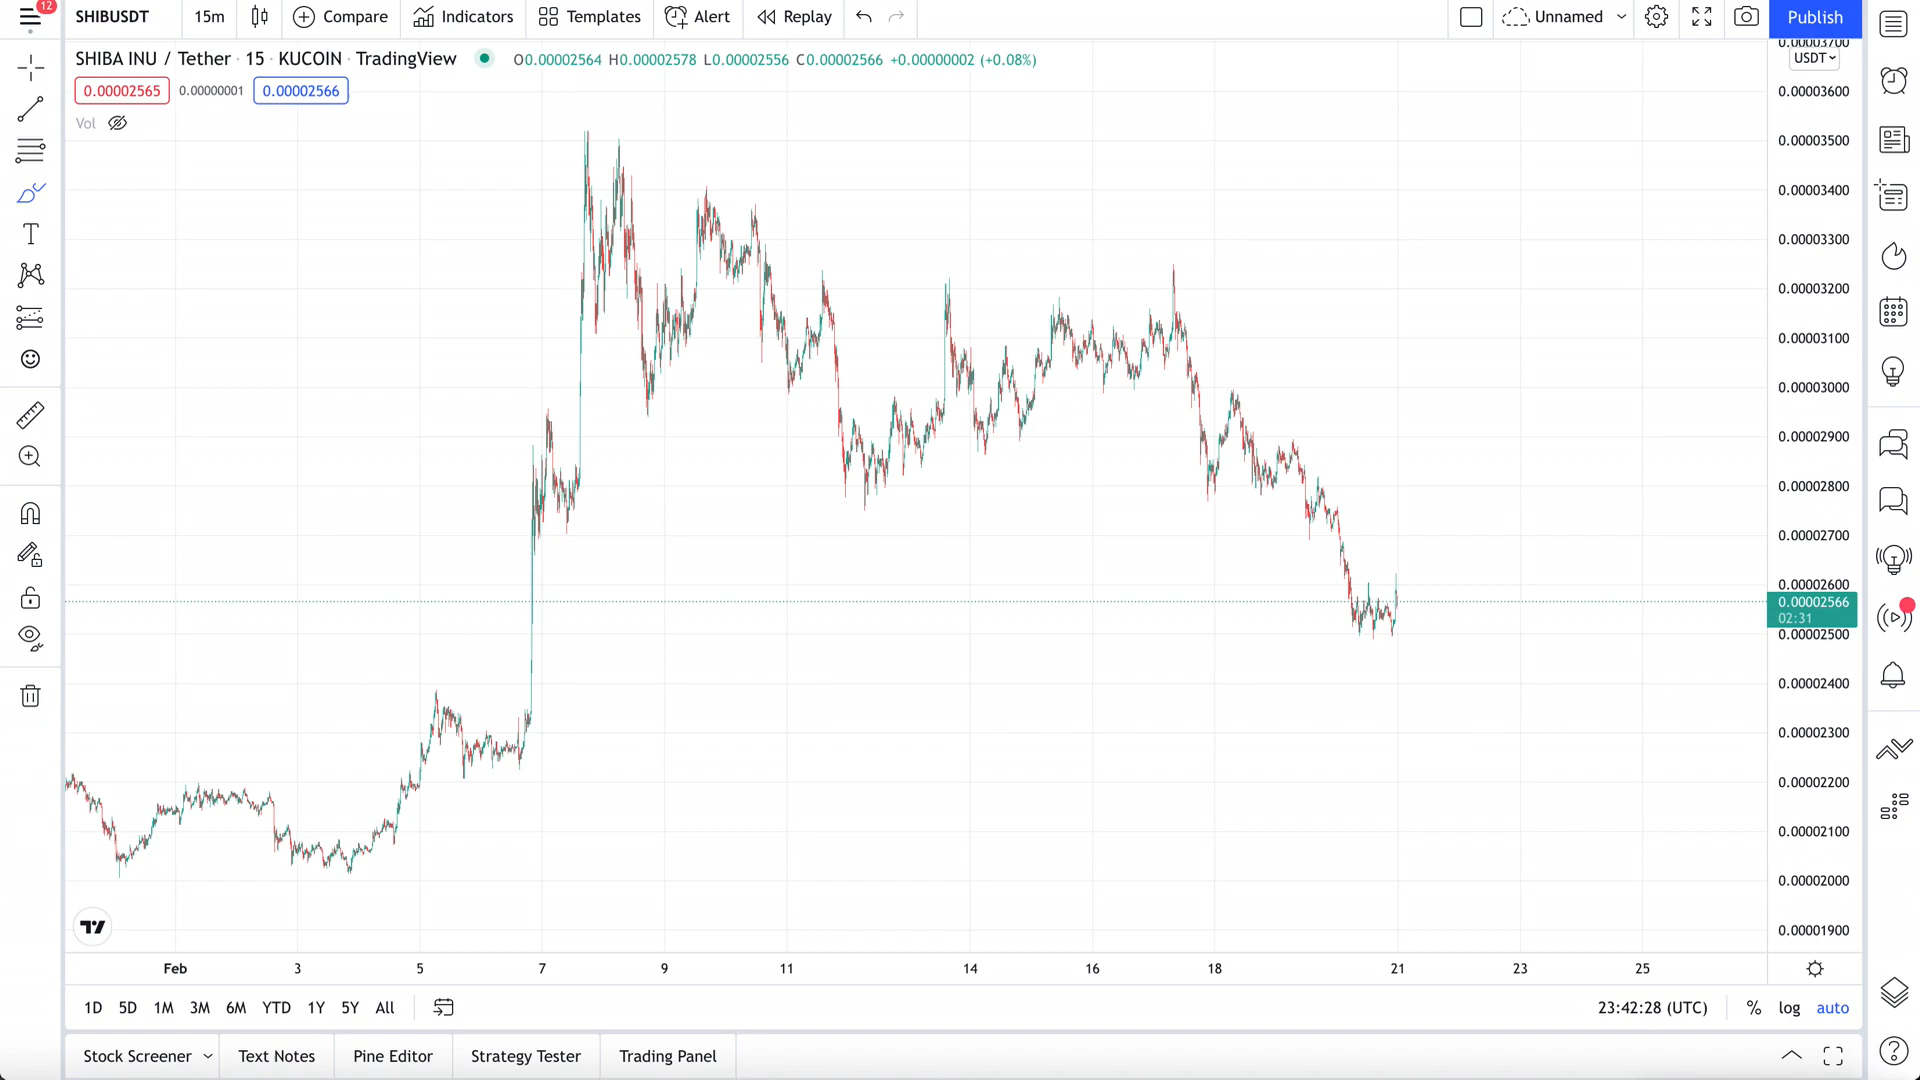 12
SHIBUSDT 15m Compare Indicators Templates Alert Replay Unnamed Publish
SHIBA INU / Tether · 15 · KUCOIN · TradingView O0.00002564 H0.00002578 L0.00002556 C0.00002566 +0.00000002 (+0.08%)
0.00002565 0.00000001 0.00002566
Vol
0.00003700
USDT
0.00003600
0.00003500
0.00003400
0.00003300
0.00003200
0.00003100
0.00003000
0.00002900
0.00002800
0.00002700
0.00002600
0.00002566
02:31
0.00002500
0.00002400
0.00002300
0.00002200
0.00002100
0.00002000
0.00001900
Feb 3 5 7 9 11 14 16 18 21 23 25
1D 5D 1M 3M 6M YTD 1Y 5Y All 23:42:28 (UTC) % log auto
Stock Screener Text Notes Pine Editor Strategy Tester Trading Panel